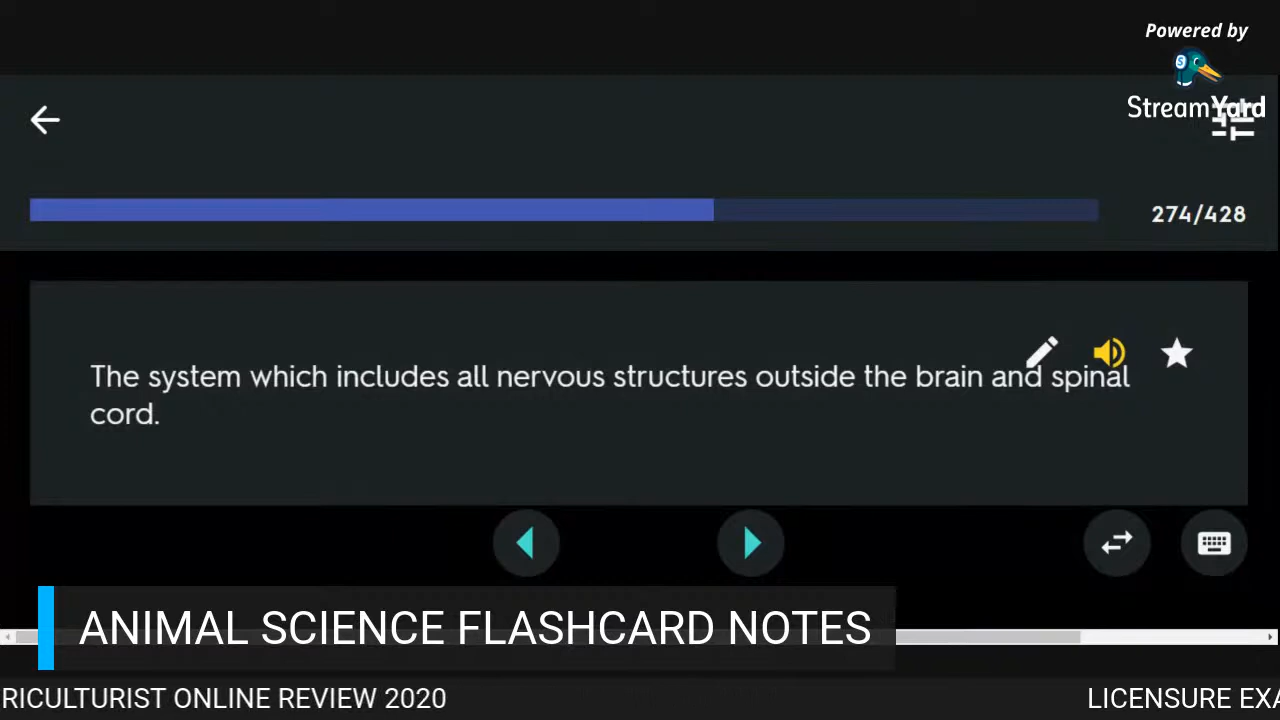 Powered by
StreamYard
274/428
The system which includes all nervous structures outside the brain and spinal
cord.
ANIMAL SCIENCE FLASHCARD NOTES
RICULTURIST ONLINE REVIEW 2020
LICENSURE EXA